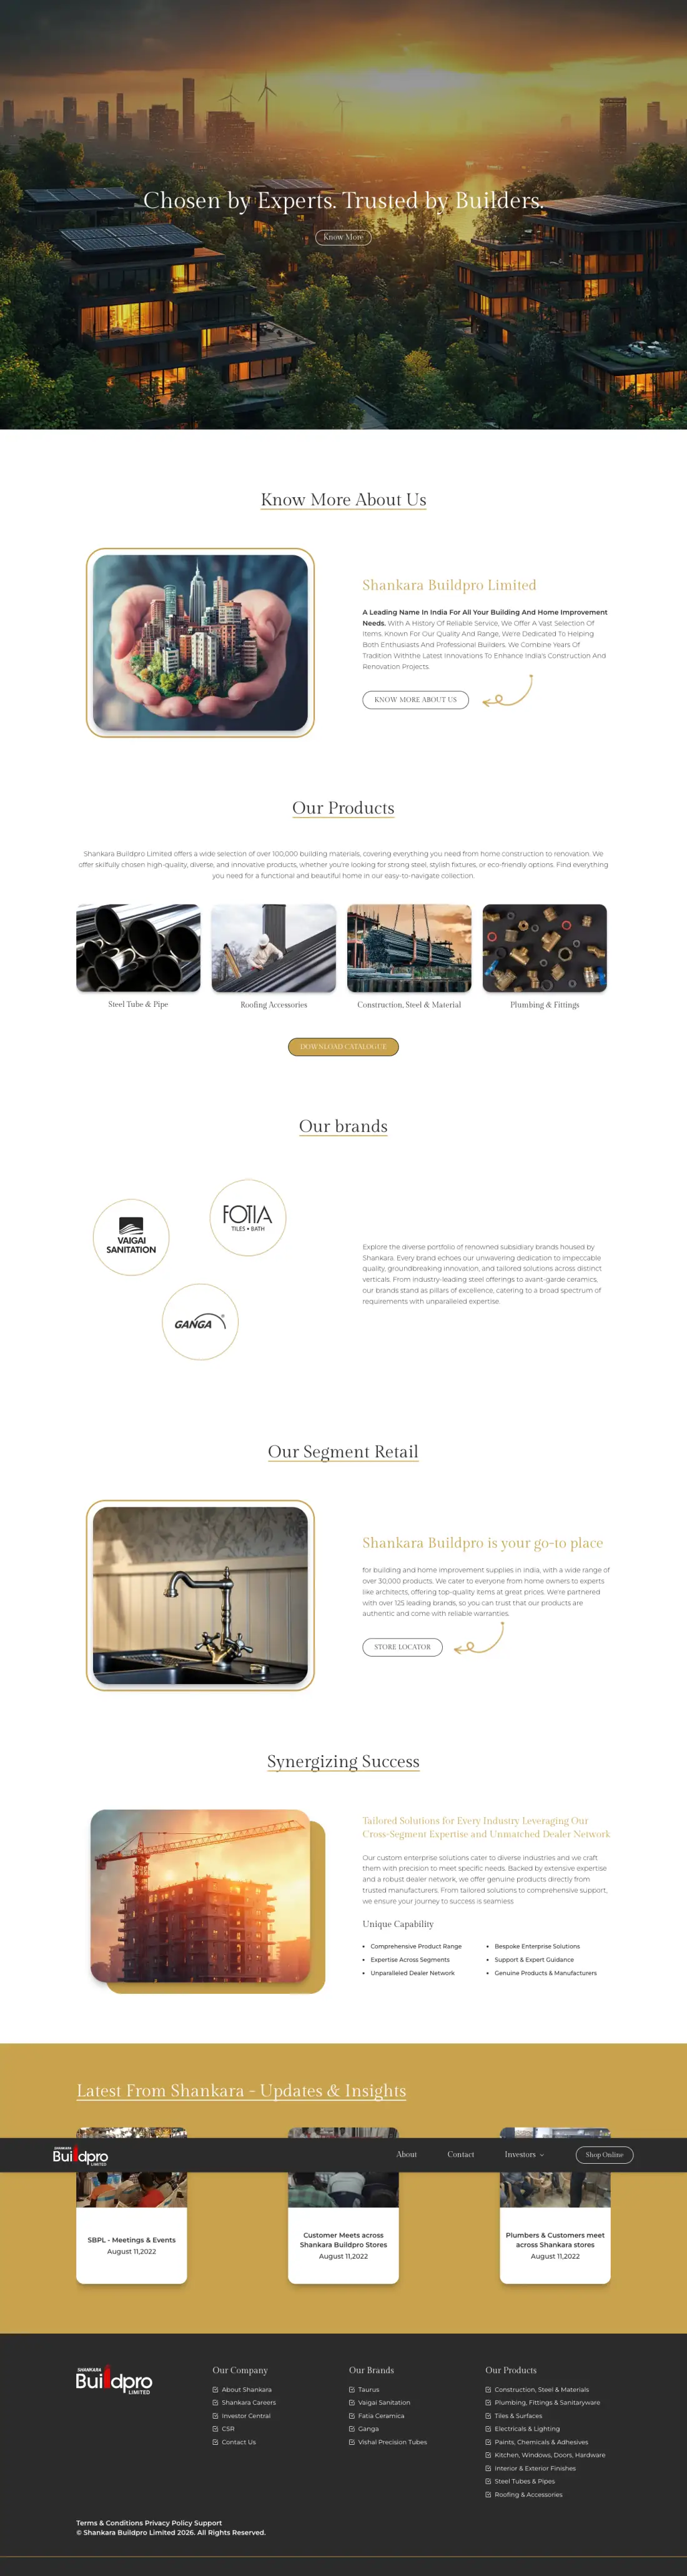 Chosen by Experts. Trusted by Builders.
Know More
Know More About Us
Shankara Buildpro Limited
A Leading Name In India For All Your Building And Home Improvement
Needs. With A History Of Reliable Service, We Offer A Vast Selection Of
Items. Known For Our Quality And Range, We're Dedicated To Helping
Both Enthusiasts And Professional Builders. We Combine Years Of
Tradition Withthe Latest Innovations To Enhance India's Construction And
Renovation Projects.
KNOW MORE ABOUT US
Our Products
Shankara Buildpro Limited offers a wide selection of over 100,000 building materials, covering everything you need from home construction to renovation. We
offer skilfully chosen high-quality, diverse, and innovative products, whether you're looking for strong steel, stylish fixtures, or eco-friendly options. Find everything
you need for a functional and beautiful home in our easy-to-navigate collection.
Steel Tube & Pipe
Roofing Accessories
Construction, Steel & Material
Plumbing & Fittings
DOWNLOAD CATALOGUE
Our brands
VAIGAI
SANITATION
FOTIA
TILES • BATH
GANGA
Explore the diverse portfolio of renowned subsidiary brands housed by
Shankara. Every brand echoes our unwavering dedication to impeccable
quality, groundbreaking innovation, and tailored solutions across distinct
verticals. From industry-leading steel offerings to avant-garde ceramics,
our brands stand as pillars of excellence, catering to a broad spectrum of
requirements with unparalleled expertise.
Our Segment Retail
Shankara Buildpro is your go-to place
for building and home improvement supplies in India, with a wide range of
over 30,000 products. We cater to everyone from home owners to experts
like architects, offering top-quality items at great prices. We're partnered
with over 125 leading brands, so you can trust that our products are
authentic and come with reliable warranties.
STORE LOCATOR
Synergizing Success
Tailored Solutions for Every Industry Leveraging Our
Cross-Segment Expertise and Unmatched Dealer Network
Our custom enterprise solutions cater to diverse industries and we craft
them with precision to meet specific needs. Backed by extensive expertise
and a robust dealer network, we offer genuine products directly from
trusted manufacturers. From tailored solutions to comprehensive support,
we ensure your journey to success is seamless
Unique Capability
Comprehensive Product Range
Expertise Across Segments
Unparalleled Dealer Network
Bespoke Enterprise Solutions
Support & Expert Guidance
Genuine Products & Manufacturers
Latest From Shankara - Updates & Insights
SHANKARA
Buildpro
LIMITED
About
Contact
Investors
Shop Online
SBPL - Meetings & Events
August 11,2022
Customer Meets across
Shankara Buildpro Stores
August 11,2022
Plumbers & Customers meet
across Shankara stores
August 11,2022
SHANKARA
Buildpro
LIMITED
Our Company
About Shankara
Shankara Careers
Investor Central
CSR
Contact Us
Our Brands
Taurus
Vaigai Sanitation
Fatia Ceramica
Ganga
Vishal Precision Tubes
Our Products
Construction, Steel & Materials
Plumbing, Fittings & Sanitaryware
Tiles & Surfaces
Electricals & Lighting
Paints, Chemicals & Adhesives
Kitchen, Windows, Doors, Hardware
Interior & Exterior Finishes
Steel Tubes & Pipes
Roofing & Accessories
Terms & Conditions Privacy Policy Support
© Shankara Buildpro Limited 2026. All Rights Reserved.